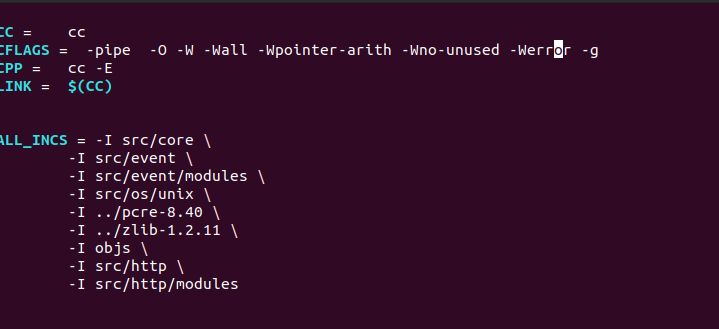 CC =    cc
CFLAGS =  -pipe  -O -W -Wall -Wpointer-arith -Wno-unused -Werror -g
CPP =   cc -E
LINK =  $(CC)
ALL_INCS = -I src/core \
-I src/event \
-I src/event/modules \
-I src/os/unix \
-I ../pcre-8.40 \
-I ../zlib-1.2.11 \
-I objs \
-I src/http \
-I src/http/modules